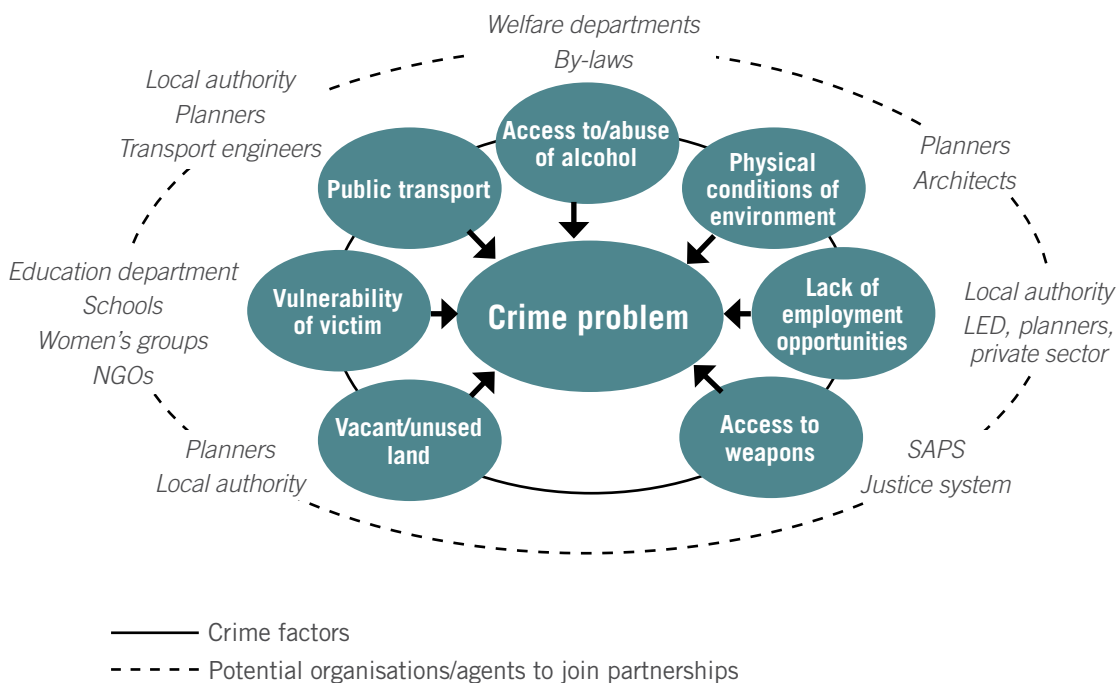 Welfare departments
By-laws
Local authority
Planners
Transport engineers
Access to/abuse
of alcohol
Planners
Architects
Public transport
Physical
conditions of
environment
Education department
Schools
Women's groups
NGOs
Vulnerability
of victim
Crime problem
Lack of
employment
opportunities
Local authority
LED, planners,
private sector
Vacant/unused
land
Access to
weapons
Planners
Local authority
SAPS
Justice system
Crime factors
Potential organisations/agents to join partnerships